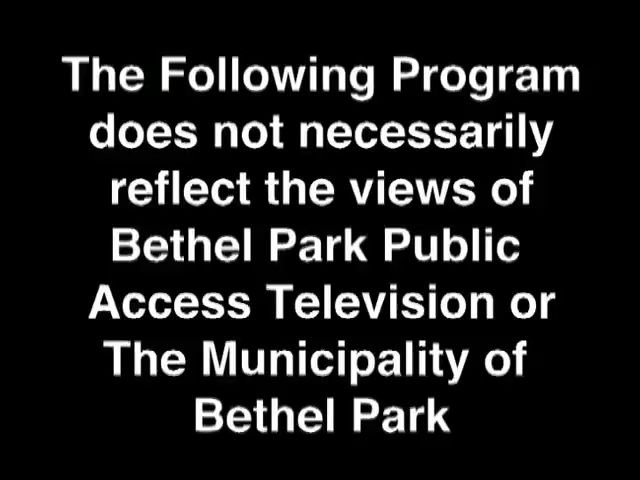 The Following Program
does not necessarily
reflect the views of
Bethel Park Public
Access Television or
The Municipality of
Bethel Park